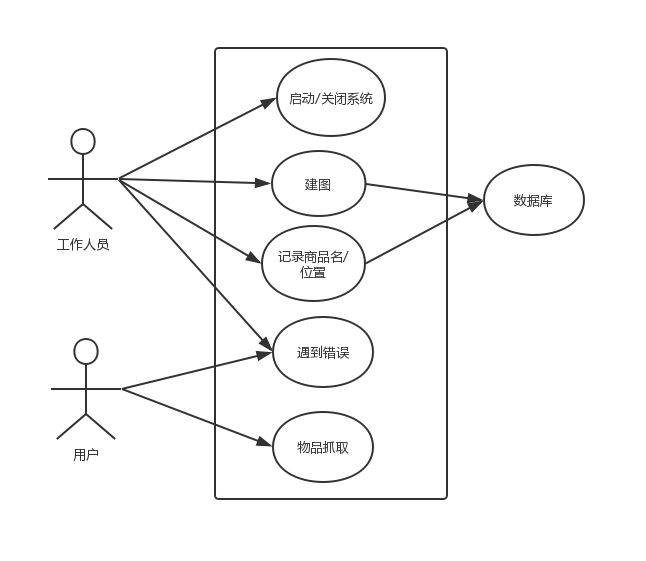 启动/关闭系统
工作人员
建图
数据库
记录商品名/
位置
遇到错误
用户
物品抓取